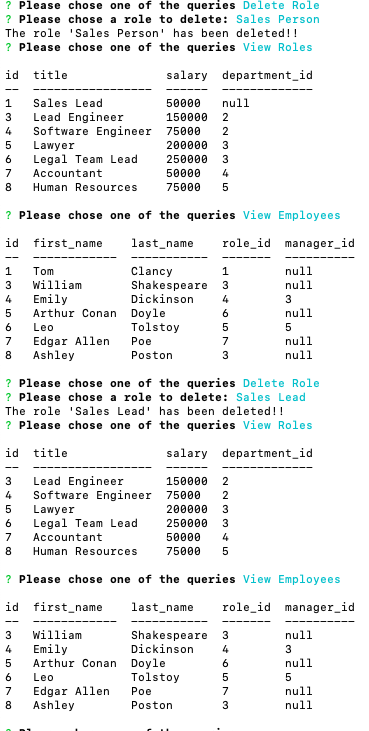 ? Please chose one of the queries Delete Role
? Please chose a role to delete: Sales Person
The role 'Sales Person' has been deleted!!
? Please chose one of the queries View Roles
id title salary department_id
-- ----------------- ------ -------------
1 Sales Lead 50000 null
3 Lead Engineer 150000 2
4 Software Engineer 75000 2
5 Lawyer 200000 3
6 Legal Team Lead 250000 3
7 Accountant 50000 4
8 Human Resources 75000 5
? Please chose one of the queries View Employees
id first_name last_name role_id manager_id
-- ------------ ----------- ------- ----------
1 Tom Clancy 1 null
3 William Shakespeare 3 null
4 Emily Dickinson 4 3
5 Arthur Conan Doyle 6 null
6 Leo Tolstoy 5 5
7 Edgar Allen Poe 7 null
8 Ashley Poston 3 null
? Please chose one of the queries Delete Role
? Please chose a role to delete: Sales Lead
The role 'Sales Lead' has been deleted!!
? Please chose one of the queries View Roles
id title salary department_id
-- ----------------- ------ -------------
3 Lead Engineer 150000 2
4 Software Engineer 75000 2
5 Lawyer 200000 3
6 Legal Team Lead 250000 3
7 Accountant 50000 4
8 Human Resources 75000 5
? Please chose one of the queries View Employees
id first_name last_name role_id manager_id
-- ------------ ----------- ------- ----------
3 William Shakespeare 3 null
4 Emily Dickinson 4 3
5 Arthur Conan Doyle 6 null
6 Leo Tolstoy 5 5
7 Edgar Allen Poe 7 null
8 Ashley Poston 3 null